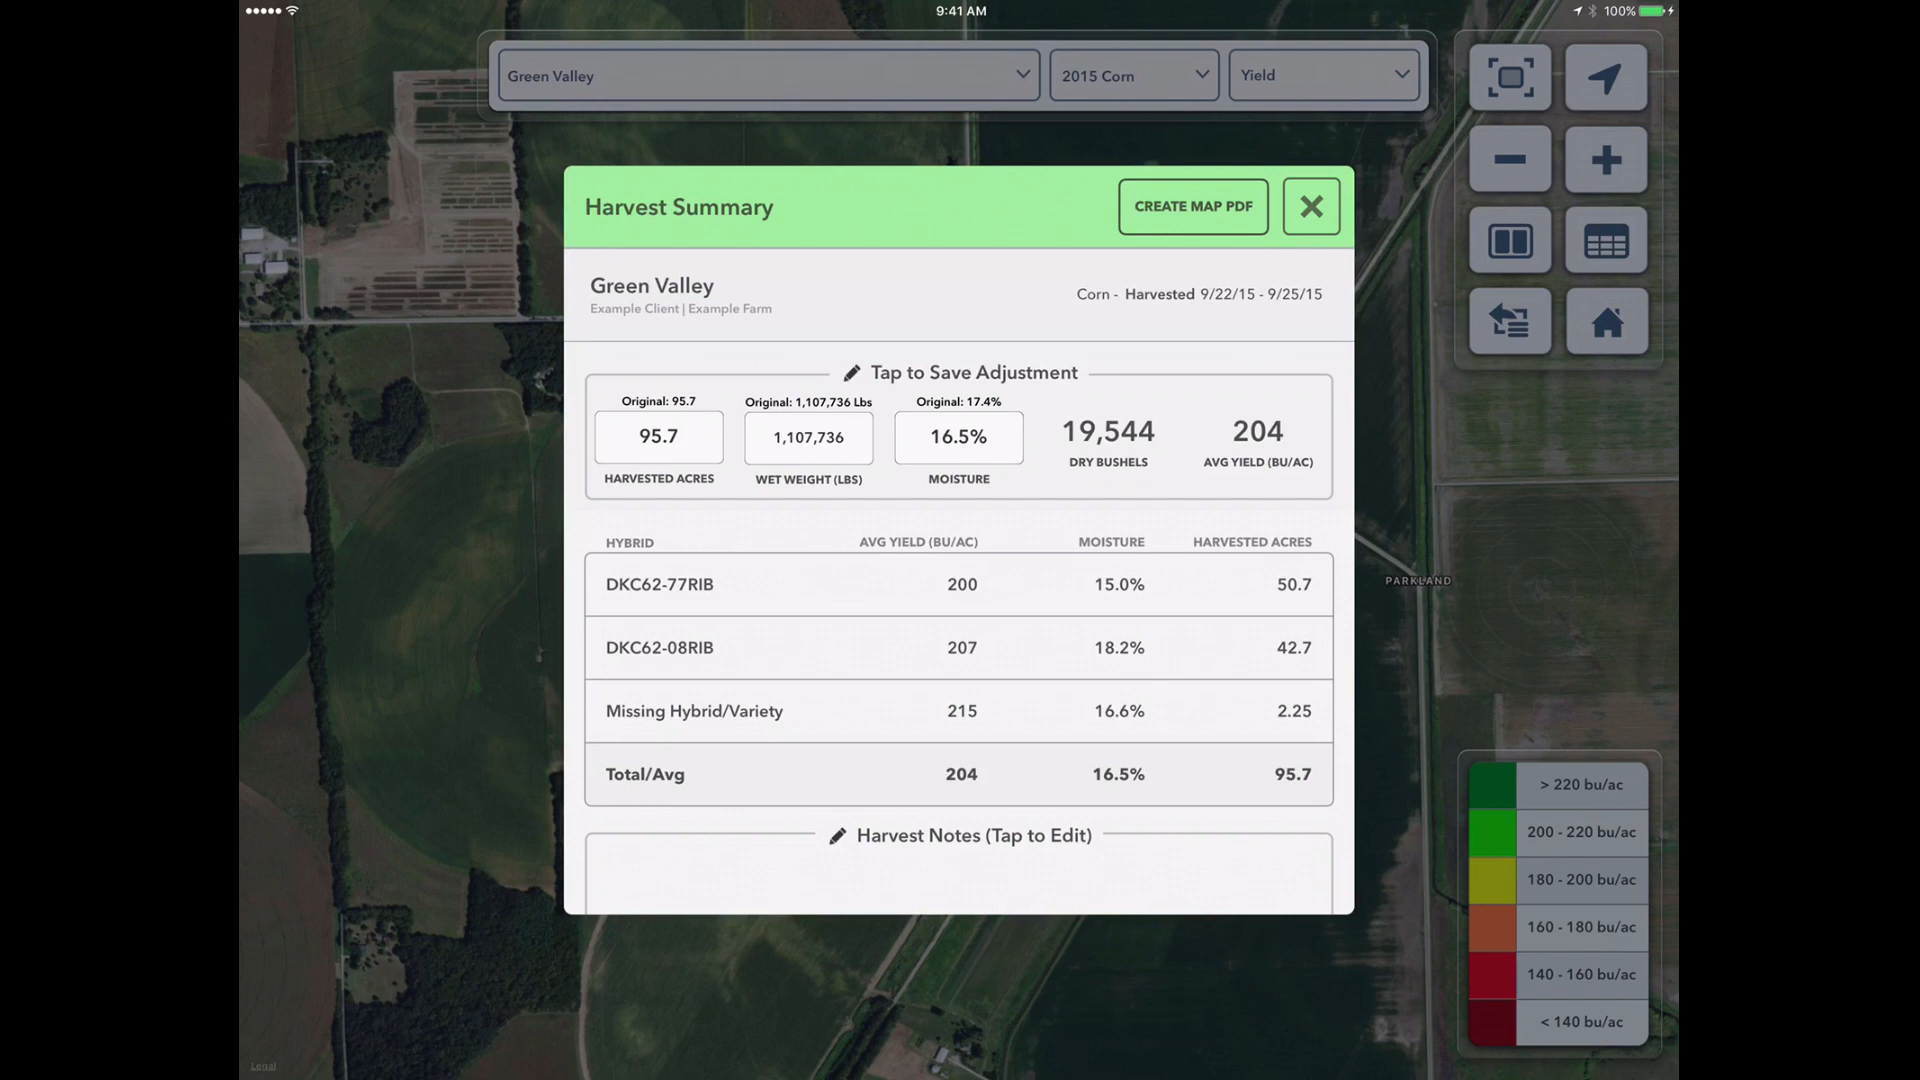 9:41 AM
100%
Green Valley
2015 Corn
Yield
Harvest Summary
CREATE MAP PDF
Green Valley
Example Client | Example Farm
Corn - Harvested 9/22/15 - 9/25/15
Tap to Save Adjustment
Original: 95.7
Original: 1,107,736 Lbs
Original: 17.4%
95.7
1,107,736
16.5%
19,544
204
HARVESTED ACRES
WET WEIGHT (LBS)
MOISTURE
DRY BUSHELS
AVG YIELD (BU/AC)
HYBRID AVG YIELD (BU/AC) MOISTURE HARVESTED ACRES
DKC62-77RIB 200 15.0% 50.7
DKC62-08RIB 207 18.2% 42.7
Missing Hybrid/Variety 215 16.6% 2.25
Total/Avg 204 16.5% 95.7
Harvest Notes (Tap to Edit)
PARKLAND
> 220 bu/ac
200 - 220 bu/ac
180 - 200 bu/ac
160 - 180 bu/ac
140 - 160 bu/ac
< 140 bu/ac
Legal